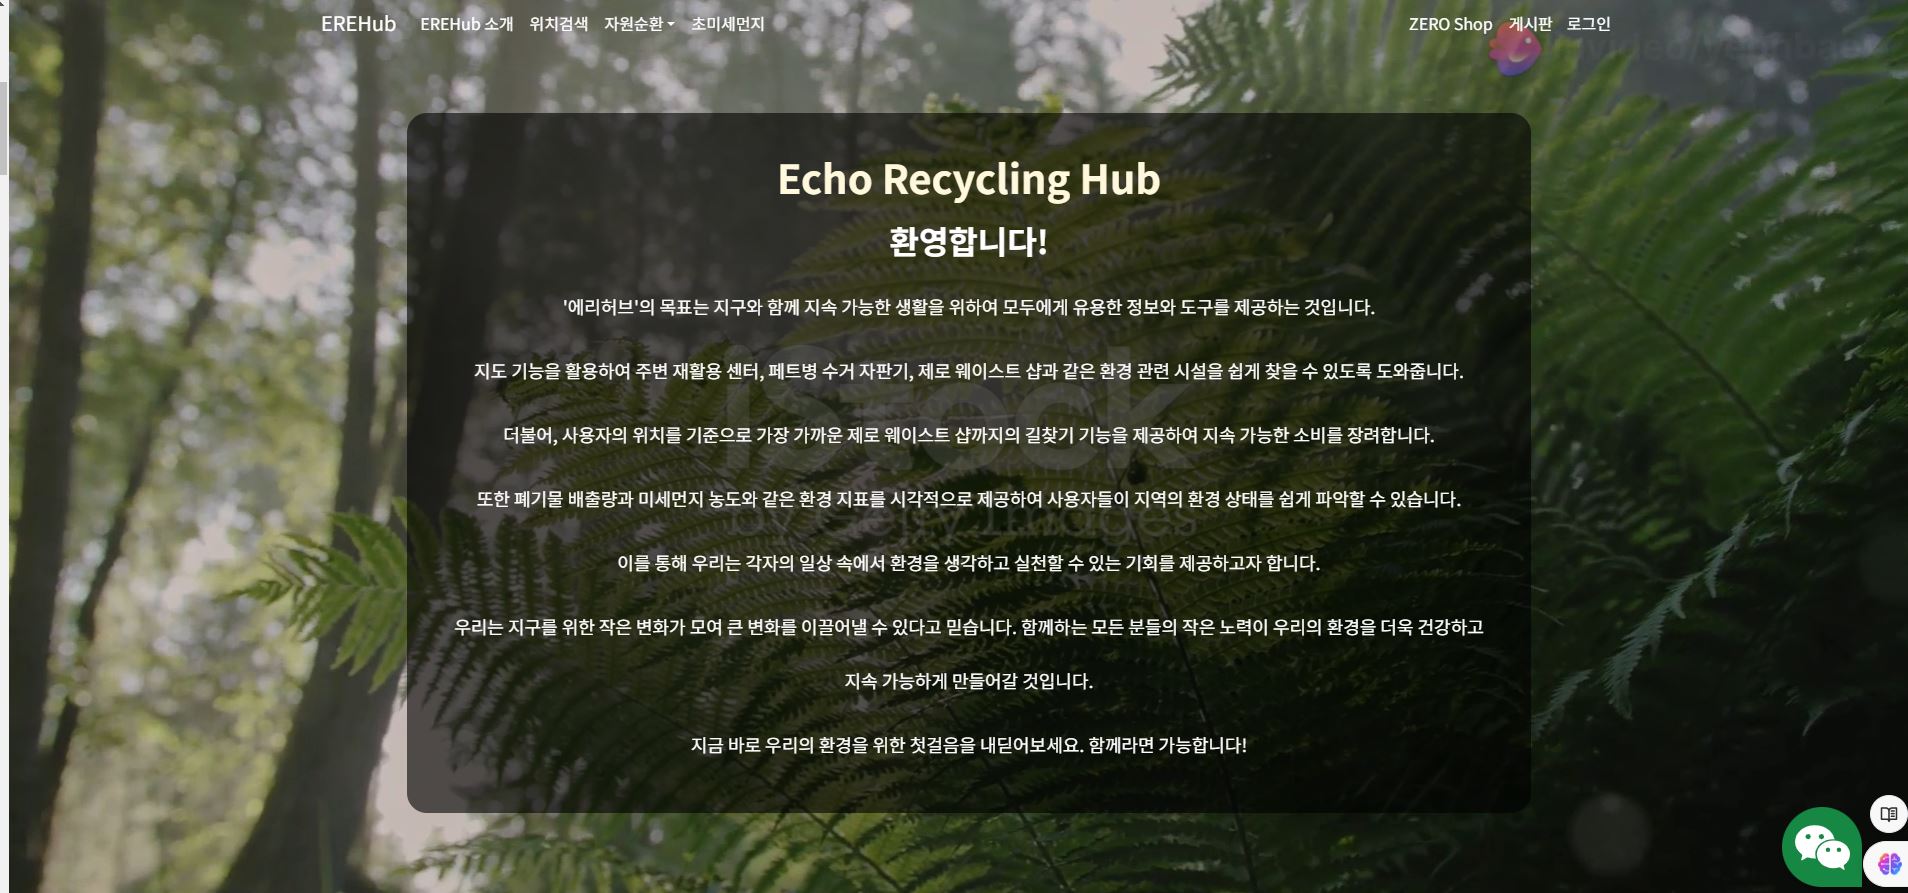 EREHub EREHub 소개 위치검색 자원순환 초미세먼지 ZERO Shop 게시판 로그인
Echo Recycling Hub
환영합니다!
'에리허브'의 목표는 지구와 함께 지속 가능한 생활을 위하여 모두에게 유용한 정보와 도구를 제공하는 것입니다.
지도 기능을 활용하여 주변 재활용 센터, 페트병 수거 자판기, 제로 웨이스트 샵과 같은 환경 관련 시설을 쉽게 찾을 수 있도록 도와줍니다.
더불어, 사용자의 위치를 기준으로 가장 가까운 제로 웨이스트 샵까지의 길찾기 기능을 제공하여 지속 가능한 소비를 장려합니다.
iStock
또한 폐기물 배출량과 미세먼지 농도와 같은 환경 지표를 시각적으로 제공하여 사용자들이 지역의 환경 상태를 쉽게 파악할 수 있습니다.
by Getty Images
이를 통해 우리는 각자의 일상 속에서 환경을 생각하고 실천할 수 있는 기회를 제공하고자 합니다.
우리는 지구를 위한 작은 변화가 모여 큰 변화를 이끌어낼 수 있다고 믿습니다. 함께하는 모든 분들의 작은 노력이 우리의 환경을 더욱 건강하고
지속 가능하게 만들어갈 것입니다.
지금 바로 우리의 환경을 위한 첫걸음을 내딛어보세요. 함께라면 가능합니다!